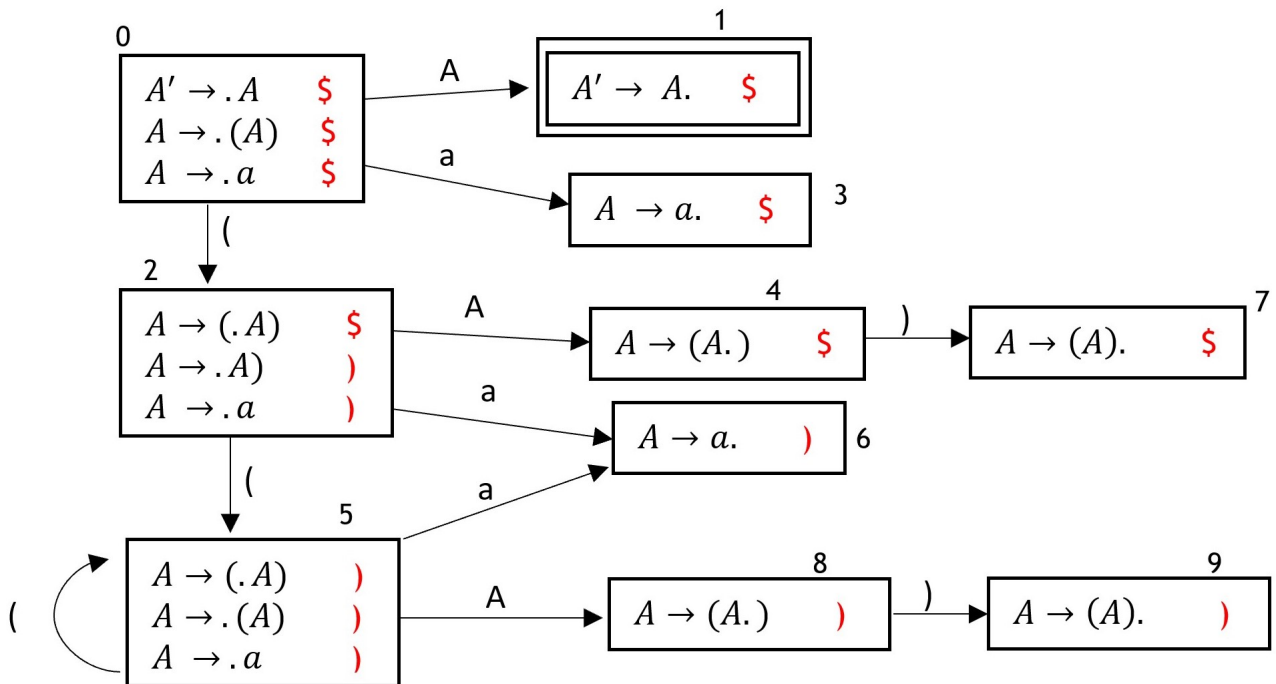 0
A' → . A $
A → . (A) $
A → . a $
A
1
A' → A. $
a
A → a. $
3
(
2
A → (. A) $
A → . A) )
A → . a )
A
4
A → (A. ) $
)
7
A → (A). $
a
A → a. )
6
(
a
5
A → (. A) )
A → . (A) )
A → . a )
(
A
8
A → (A. ) )
)
9
A → (A). )